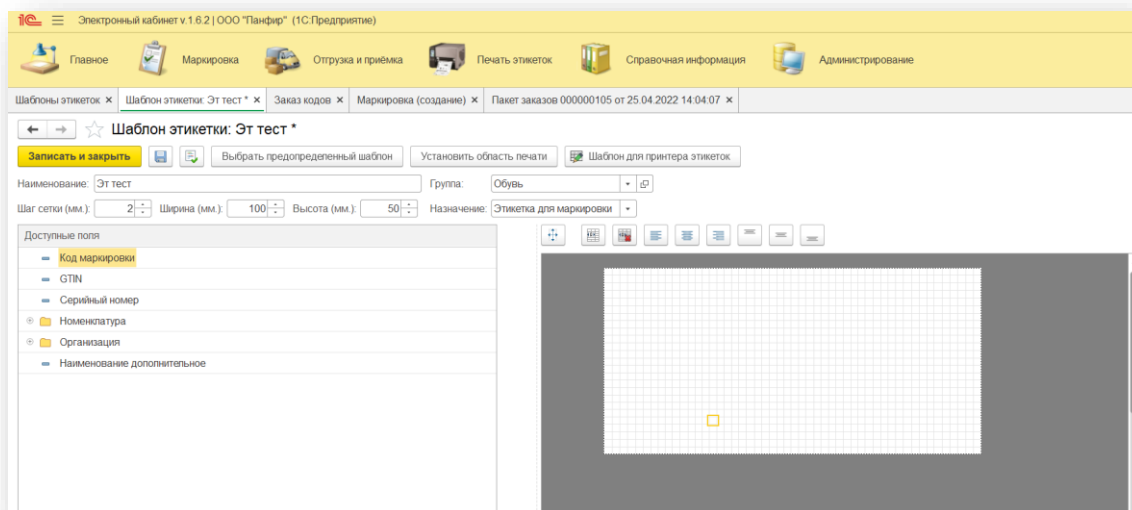 1С Электронный кабинет v.1.6.2 | ООО "Панфир" (1С:Предприятие)
Главное Маркировка Отгрузка и приёмка Печать этикеток Справочная информация Администрирование
Шаблоны этикеток × Шаблон этикетки: Эт тест * × Заказ кодов × Маркировка (создание) × Пакет заказов 000000105 от 25.04.2022 14:04:07 ×
Шаблон этикетки: Эт тест *
Записать и закрыть Выбрать предопределенный шаблон Установить область печати Шаблон для принтера этикеток
Наименование: Эт тест Группа: Обувь
Шаг сетки (мм.): 2 Ширина (мм.): 100 Высота (мм.): 50 Назначение: Этикетка для маркировки
Доступные поля
Код маркировки
GTIN
Серийный номер
Номенклатура
Организация
Наименование дополнительное